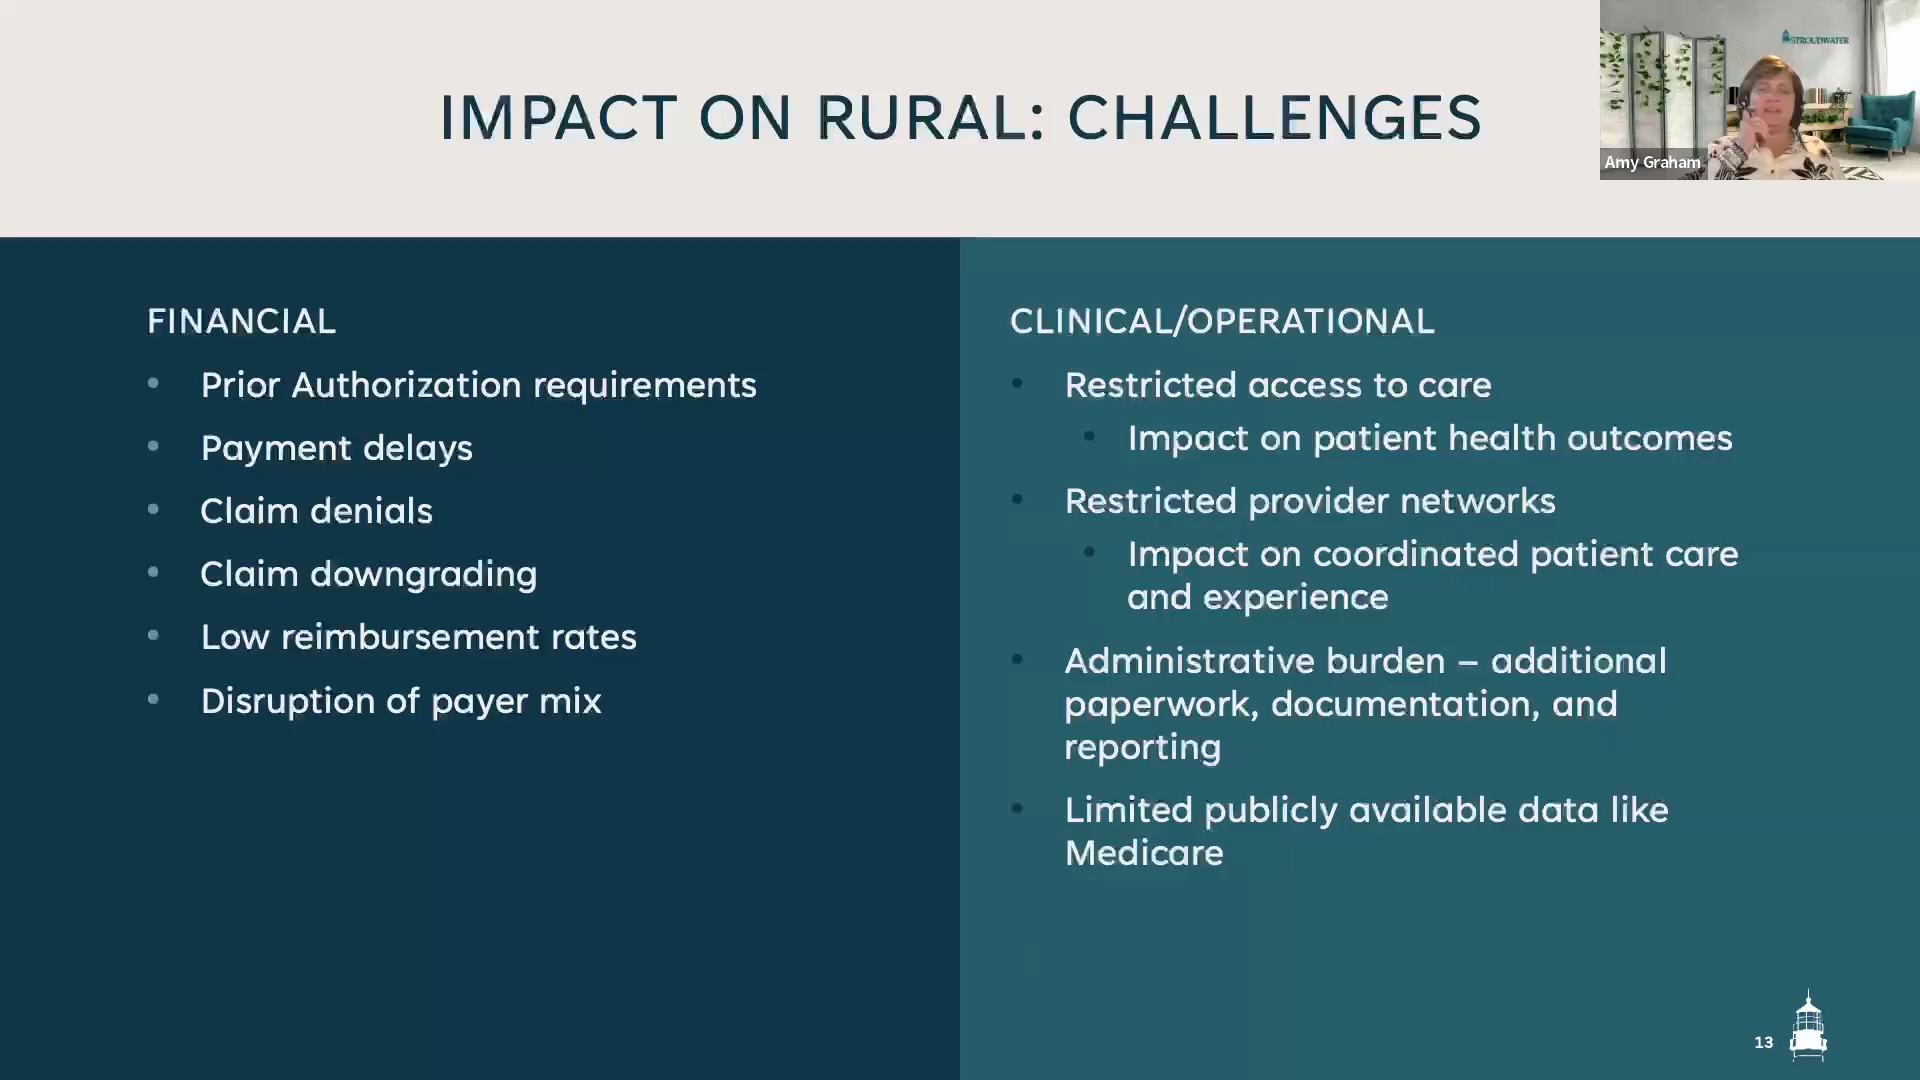 IMPACT ON RURAL: CHALLENGES
STROUDWATER
Amy Graham
FINANCIAL
Prior Authorization requirements
Payment delays
Claim denials
Claim downgrading
Low reimbursement rates
Disruption of payer mix
CLINICAL/OPERATIONAL
Restricted access to care
Impact on patient health outcomes
Restricted provider networks
Impact on coordinated patient care
and experience
Administrative burden – additional
paperwork, documentation, and
reporting
Limited publicly available data like
Medicare
13